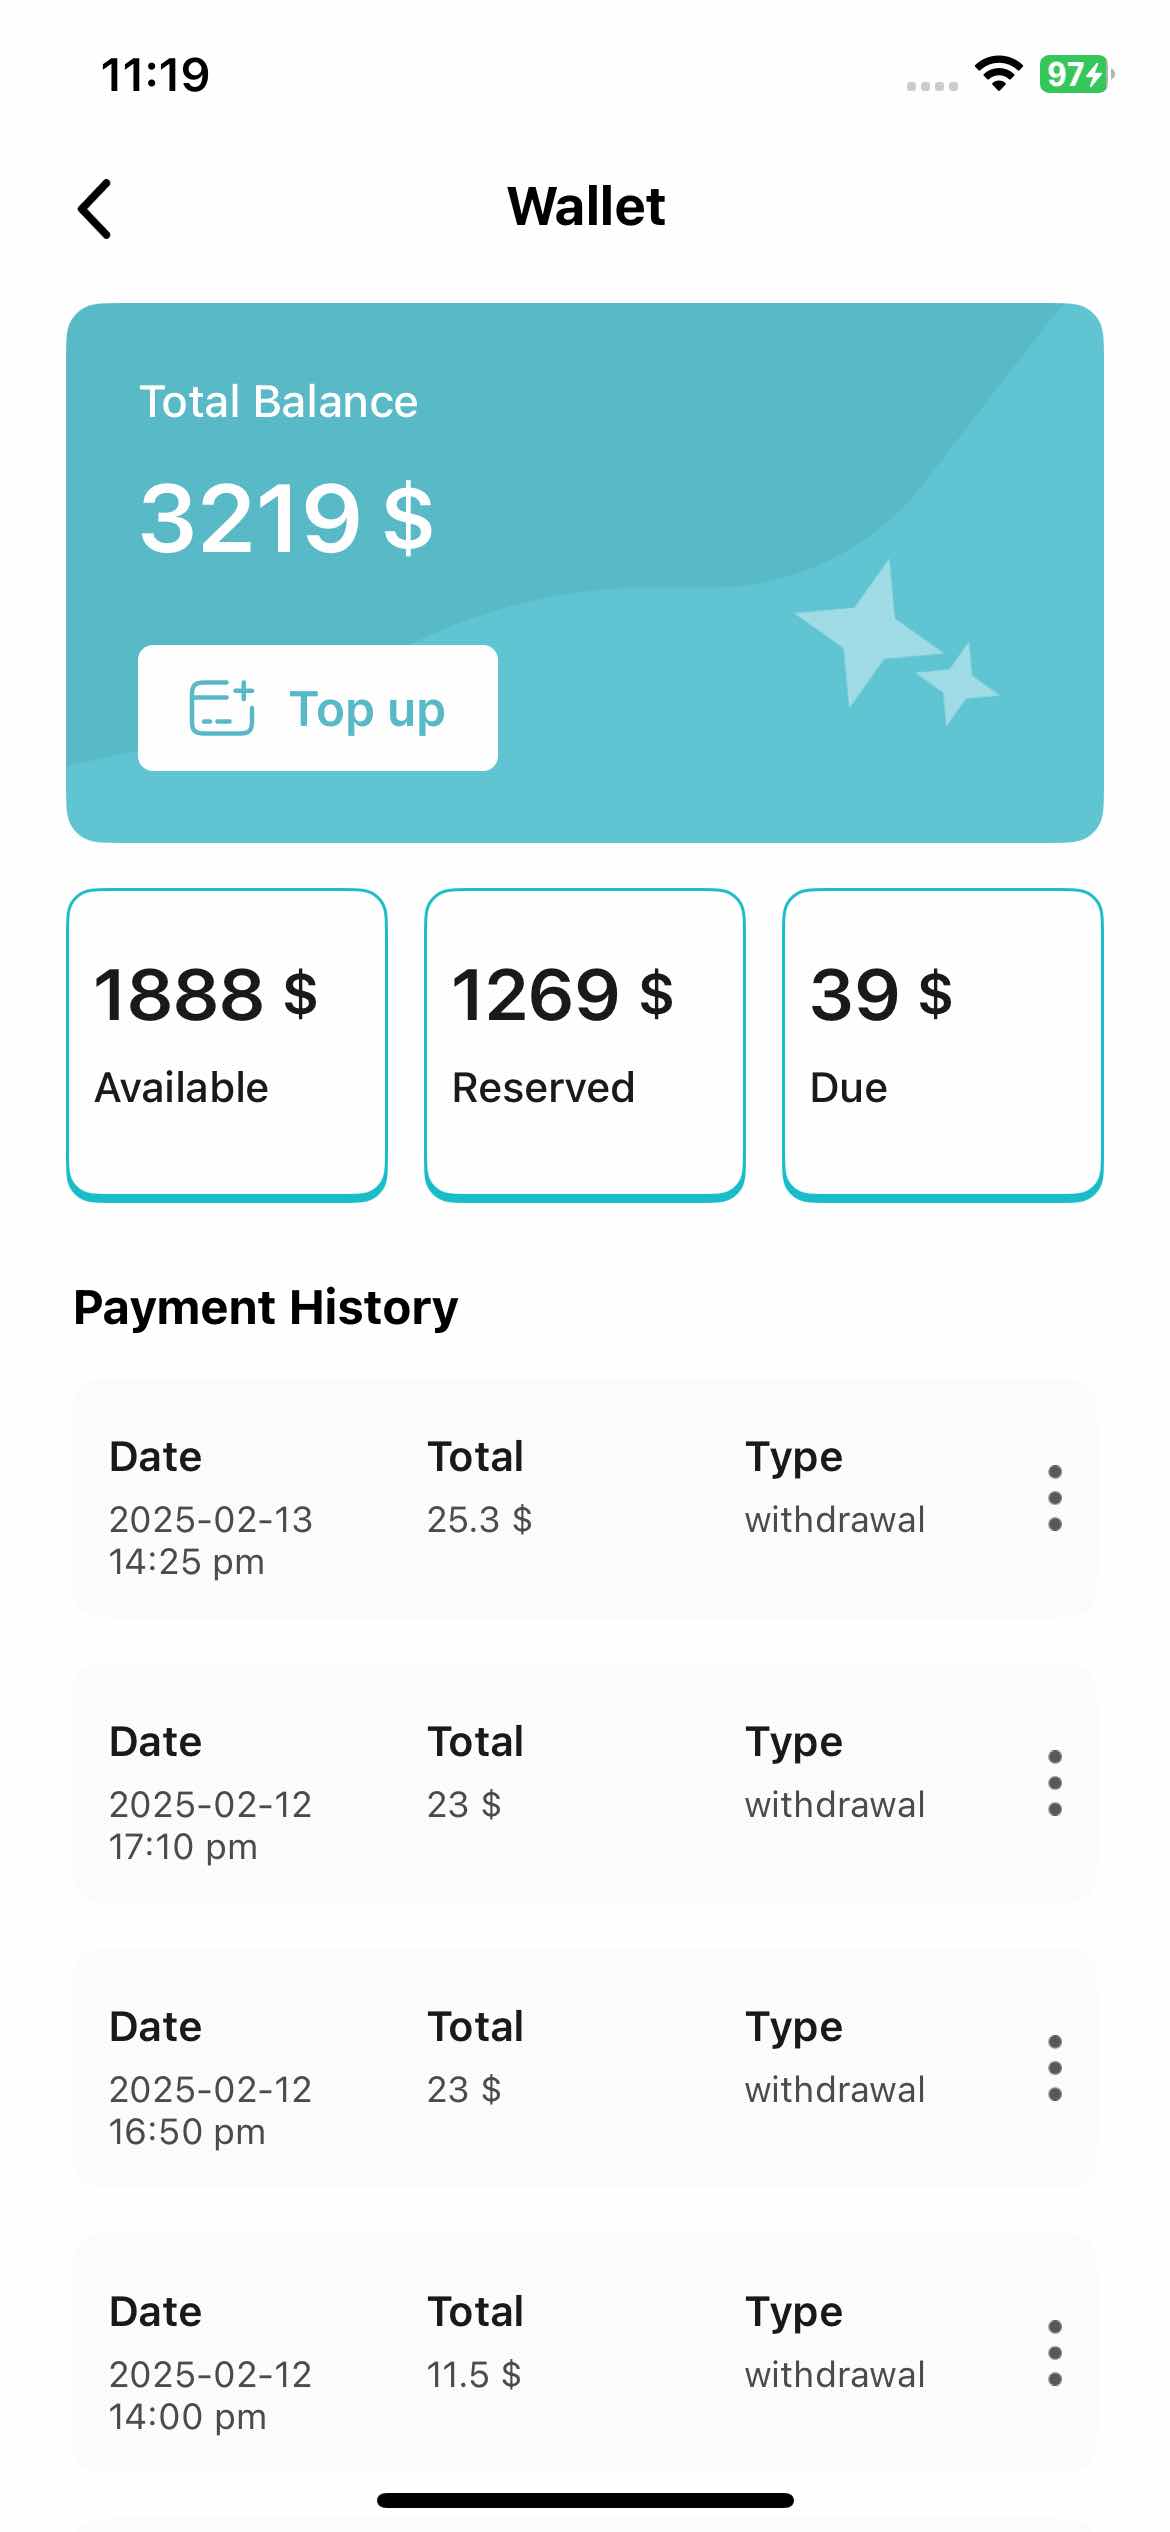 11:19
97
Wallet
Total Balance
3219 $
Top up
1888 $
Available
1269 $
Reserved
39 $
Due
Payment History
Date Total Type
2025-02-13 25.3 $ withdrawal
14:25 pm
Date Total Type
2025-02-12 23 $ withdrawal
17:10 pm
Date Total Type
2025-02-12 23 $ withdrawal
16:50 pm
Date Total Type
2025-02-12 11.5 $ withdrawal
14:00 pm